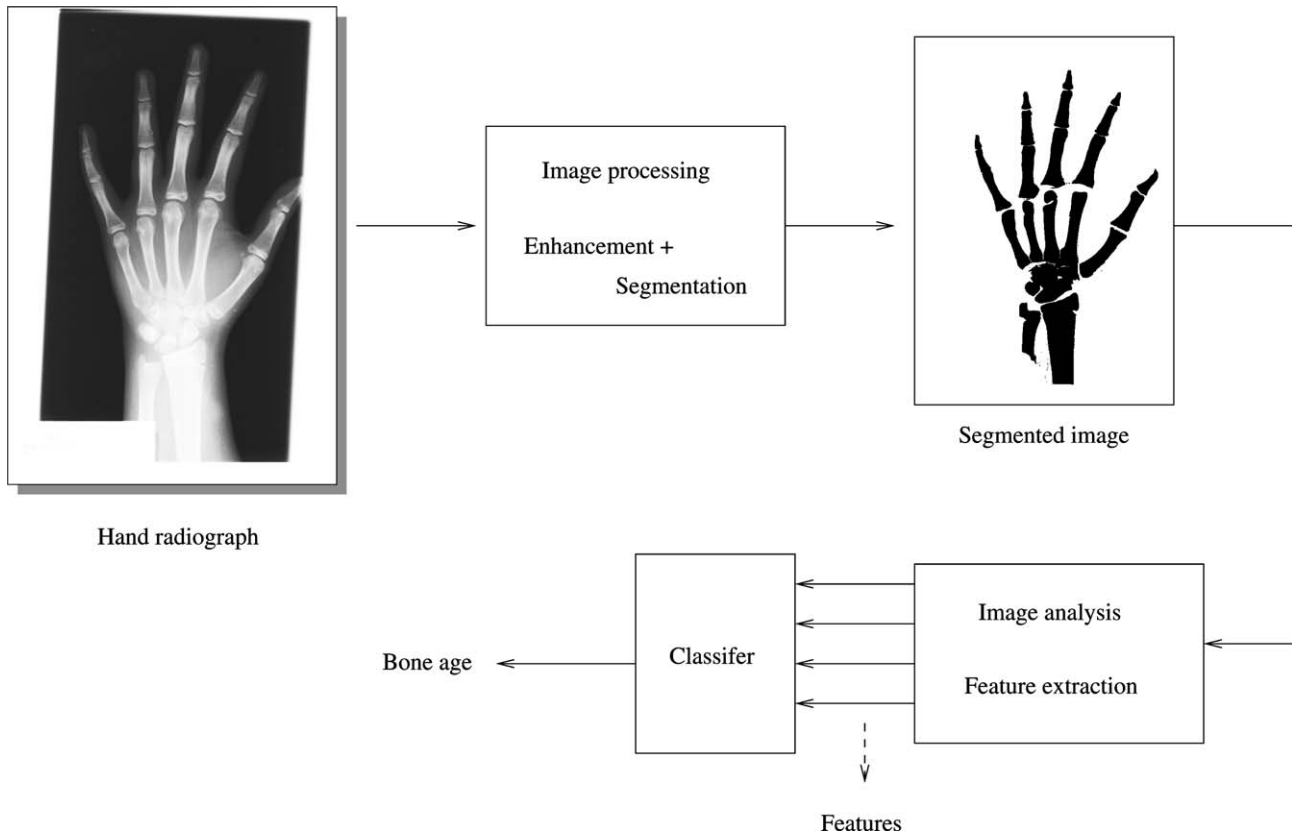 Image processing
Enhancement +
Segmentation
Segmented image
Hand radiograph
Image analysis
Feature extraction
Classifer
Bone age
Features